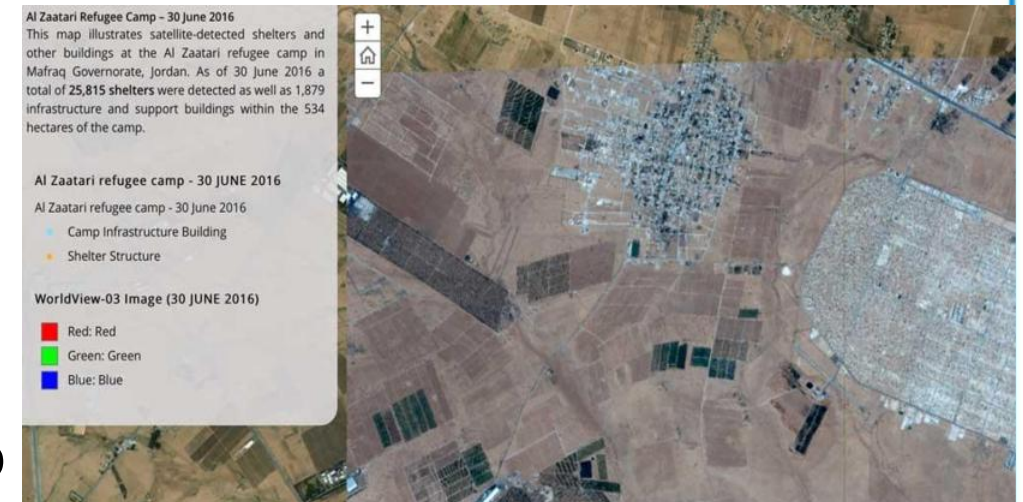 Al Zaatari Refugee Camp – 30 June 2016
This map illustrates satellite-detected shelters and
other buildings at the Al Zaatari refugee camp in
Mafraq Governorate, Jordan. As of 30 June 2016 a
total of 25,815 shelters were detected as well as 1,879
infrastructure and support buildings within the 534
hectares of the camp.
Al Zaatari refugee camp - 30 JUNE 2016
Al Zaatari refugee camp - 30 June 2016
Camp Infrastructure Building
Shelter Structure
WorldView-03 Image (30 JUNE 2016)
Red: Red
Green: Green
Blue: Blue
+
−
)